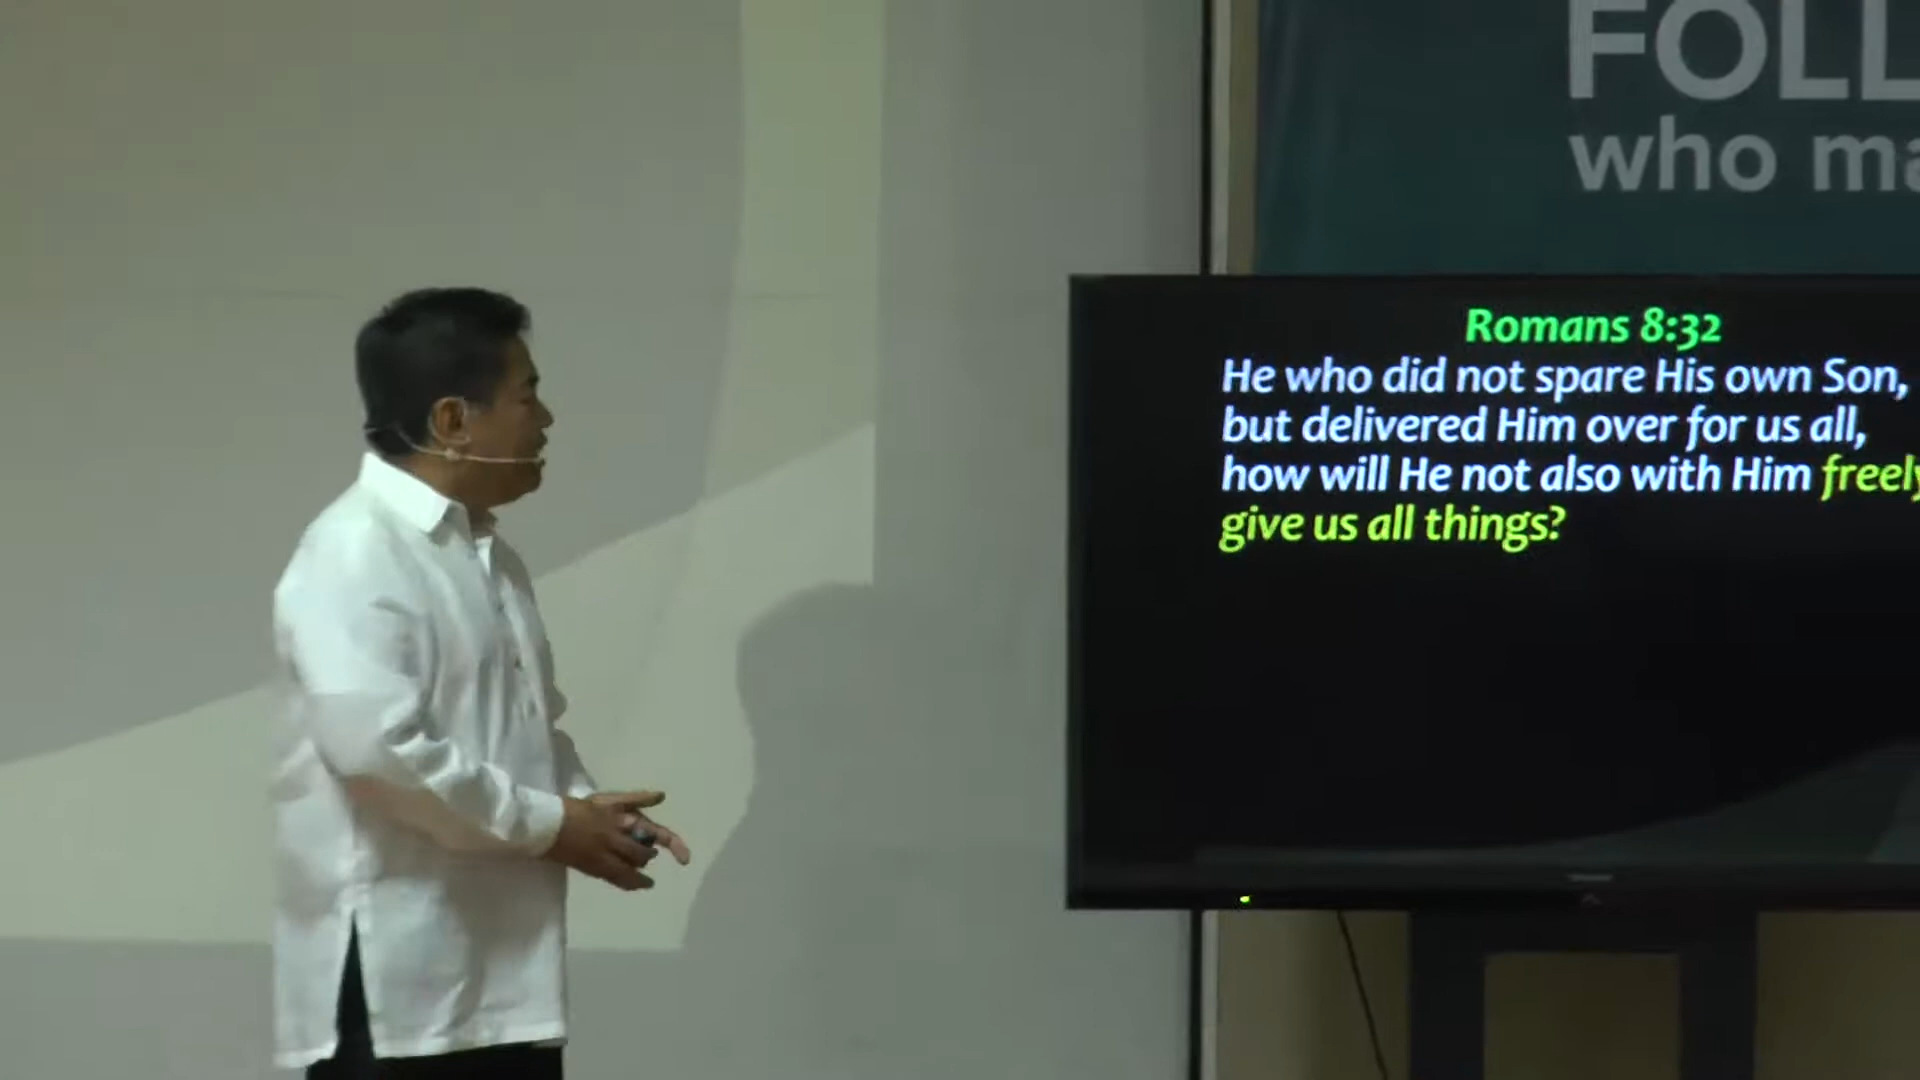 FOLL
who ma
Romans 8:32
He who did not spare His own Son,
but delivered Him over for us all,
how will He not also with Him freely
give us all things?